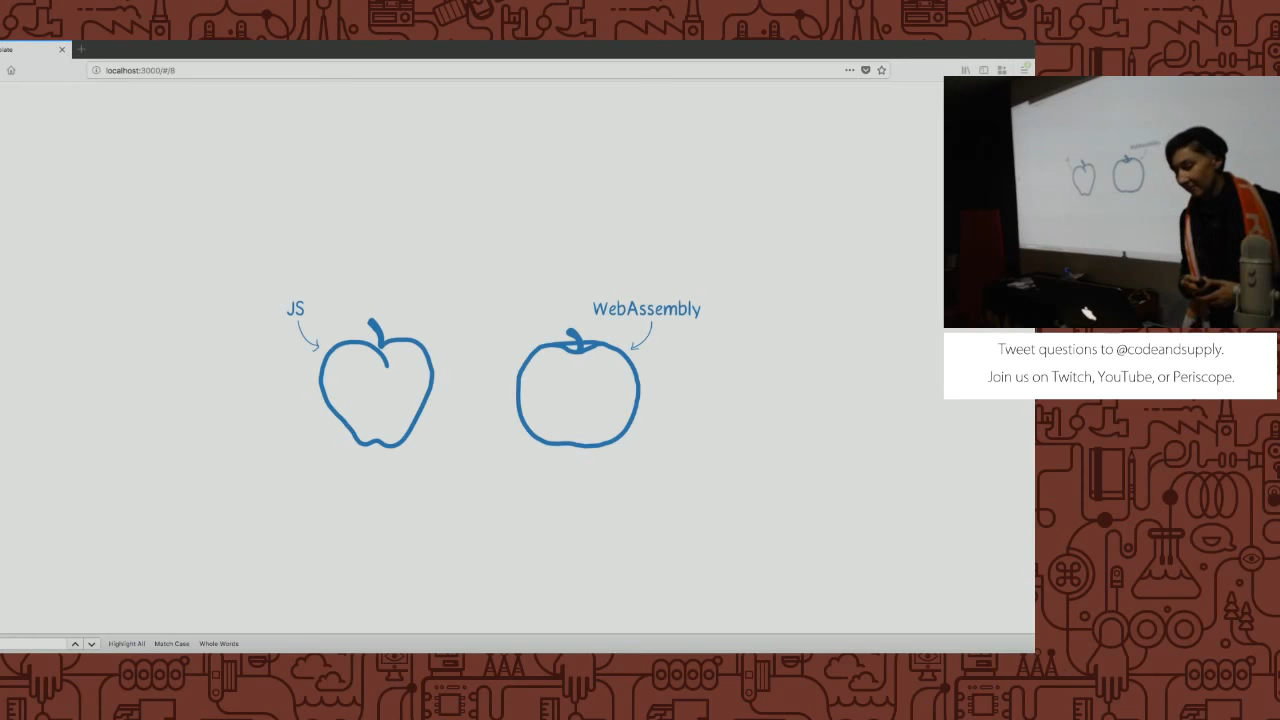 localhost:3000/#/8
JS
WebAssembly
Tweet questions to @codeandsupply.
Join us on Twitch, YouTube, or Periscope.
Highlight All
Match Case
Whole Words